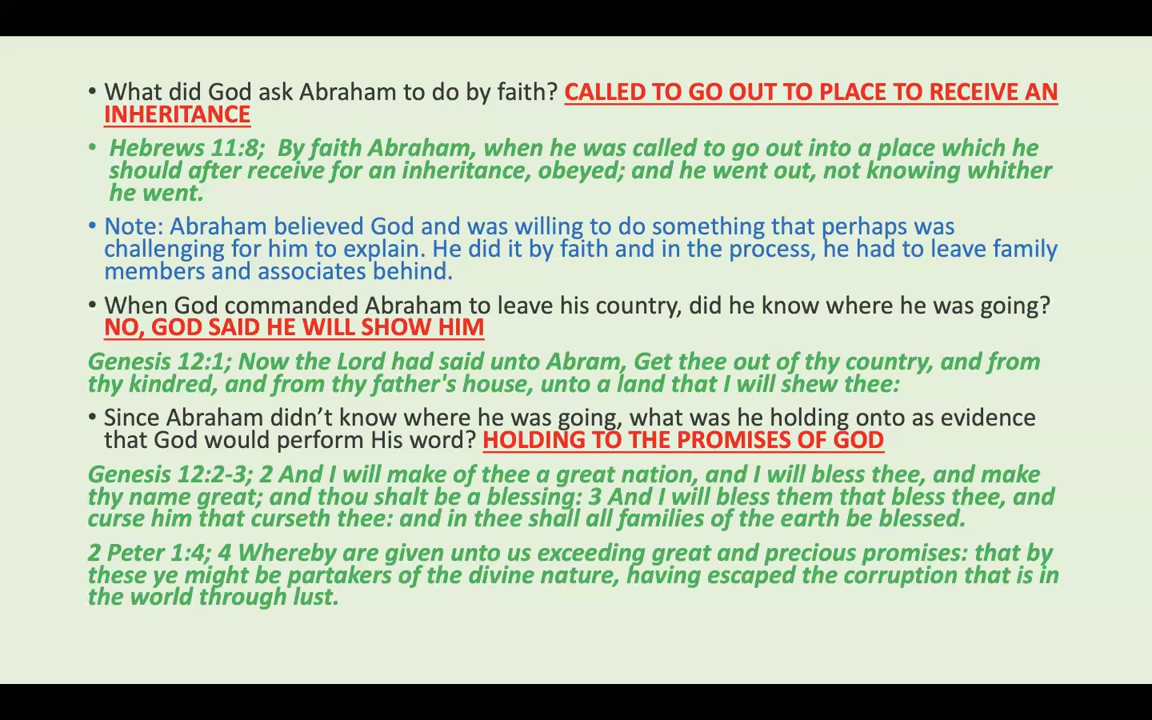 • What did God ask Abraham to do by faith? CALLED TO GO OUT TO PLACE TO RECEIVE AN
INHERITANCE
• Hebrews 11:8;  By faith Abraham, when he was called to go out into a place which he
should after receive for an inheritance, obeyed; and he went out, not knowing whither
he went.
• Note: Abraham believed God and was willing to do something that perhaps was
challenging for him to explain. He did it by faith and in the process, he had to leave family
members and associates behind.
• When God commanded Abraham to leave his country, did he know where he was going?
NO, GOD SAID HE WILL SHOW HIM
Genesis 12:1; Now the Lord had said unto Abram, Get thee out of thy country, and from
thy kindred, and from thy father's house, unto a land that I will shew thee:
• Since Abraham didn’t know where he was going, what was he holding onto as evidence
that God would perform His word? HOLDING TO THE PROMISES OF GOD
Genesis 12:2-3; 2 And I will make of thee a great nation, and I will bless thee, and make
thy name great; and thou shalt be a blessing: 3 And I will bless them that bless thee, and
curse him that curseth thee: and in thee shall all families of the earth be blessed.
2 Peter 1:4; 4 Whereby are given unto us exceeding great and precious promises: that by
these ye might be partakers of the divine nature, having escaped the corruption that is in
the world through lust.